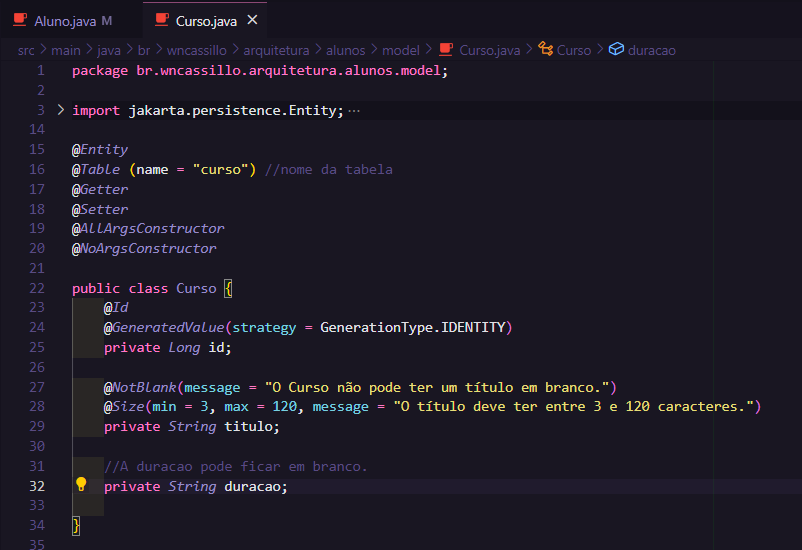 Aluno.java M
Curso.java ×
src > main > java > br > wncassillo > arquitetura > alunos > model > Curso.java > Curso > duracao
1 package br.wncassillo.arquitetura.alunos.model;
2
3 > import jakarta.persistence.Entity; ···
14
15 @Entity
16 @Table (name = "curso") //nome da tabela
17 @Getter
18 @Setter
19 @AllArgsConstructor
20 @NoArgsConstructor
21
22 public class Curso {
23 @Id
24 @GeneratedValue(strategy = GenerationType.IDENTITY)
25 private Long id;
26
27 @NotBlank(message = "O Curso não pode ter um título em branco.")
28 @Size(min = 3, max = 120, message = "O título deve ter entre 3 e 120 caracteres.")
29 private String titulo;
30
31 //A duracao pode ficar em branco.
32 private String duracao;
33
34 }
35